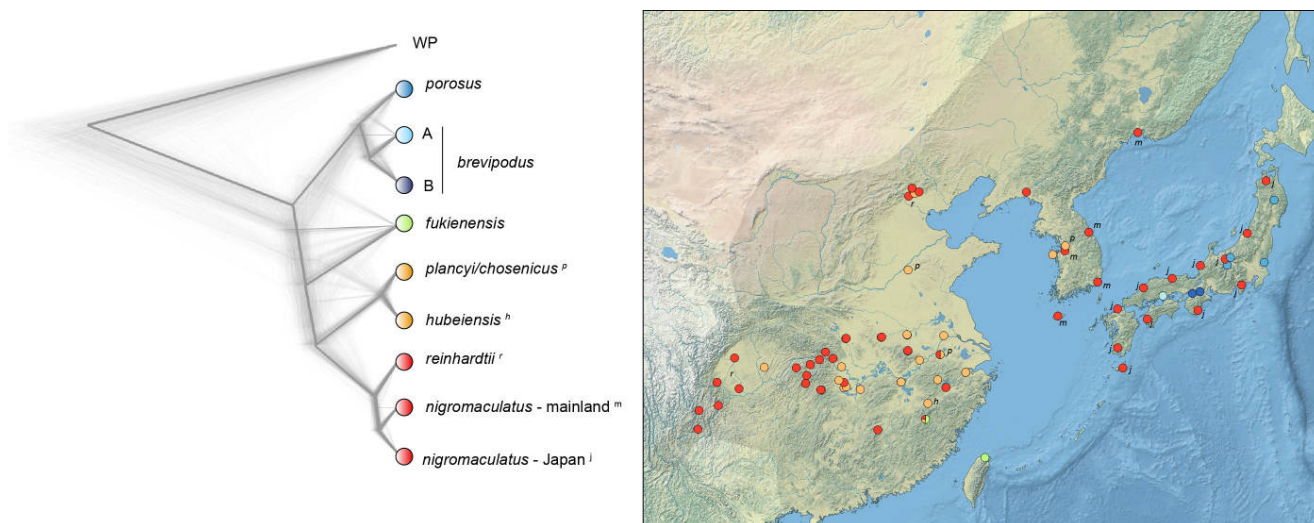 WP
porosus
A
brevipodus
B
fukienensis
plancyi/chosenicus p
hubeiensis h
reinhardtii r
nigromaculatus - mainland m
nigromaculatus - Japan j
m
j
r
m
p
m
j
p
j
j
j
j
m
j
j
m
j
j
p
r
j
j
h